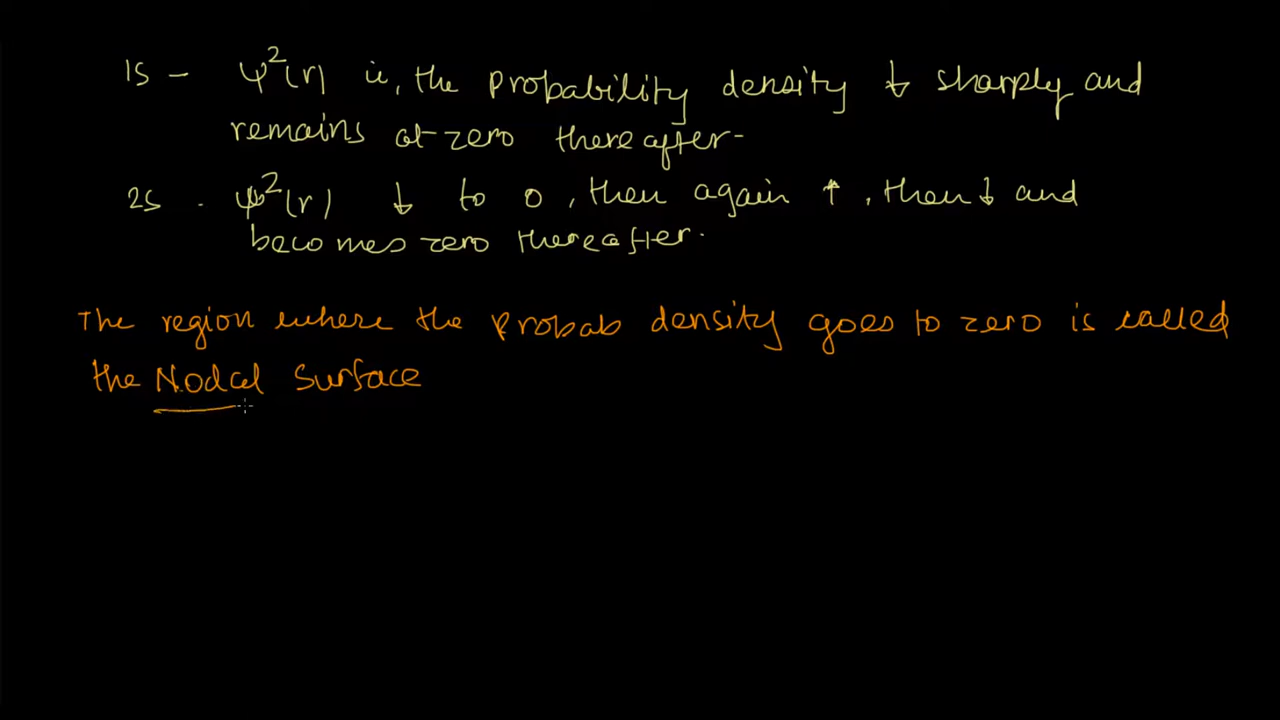 1s - ψ²(r) ie, the probability density ↓ sharply and
remains at zero thereafter-
2s . ψ²(r) ↓ to 0, then again ↑, then ↓ and
becomes zero thereafter.
The region where the probab density goes to zero is called
the Nodal Surface